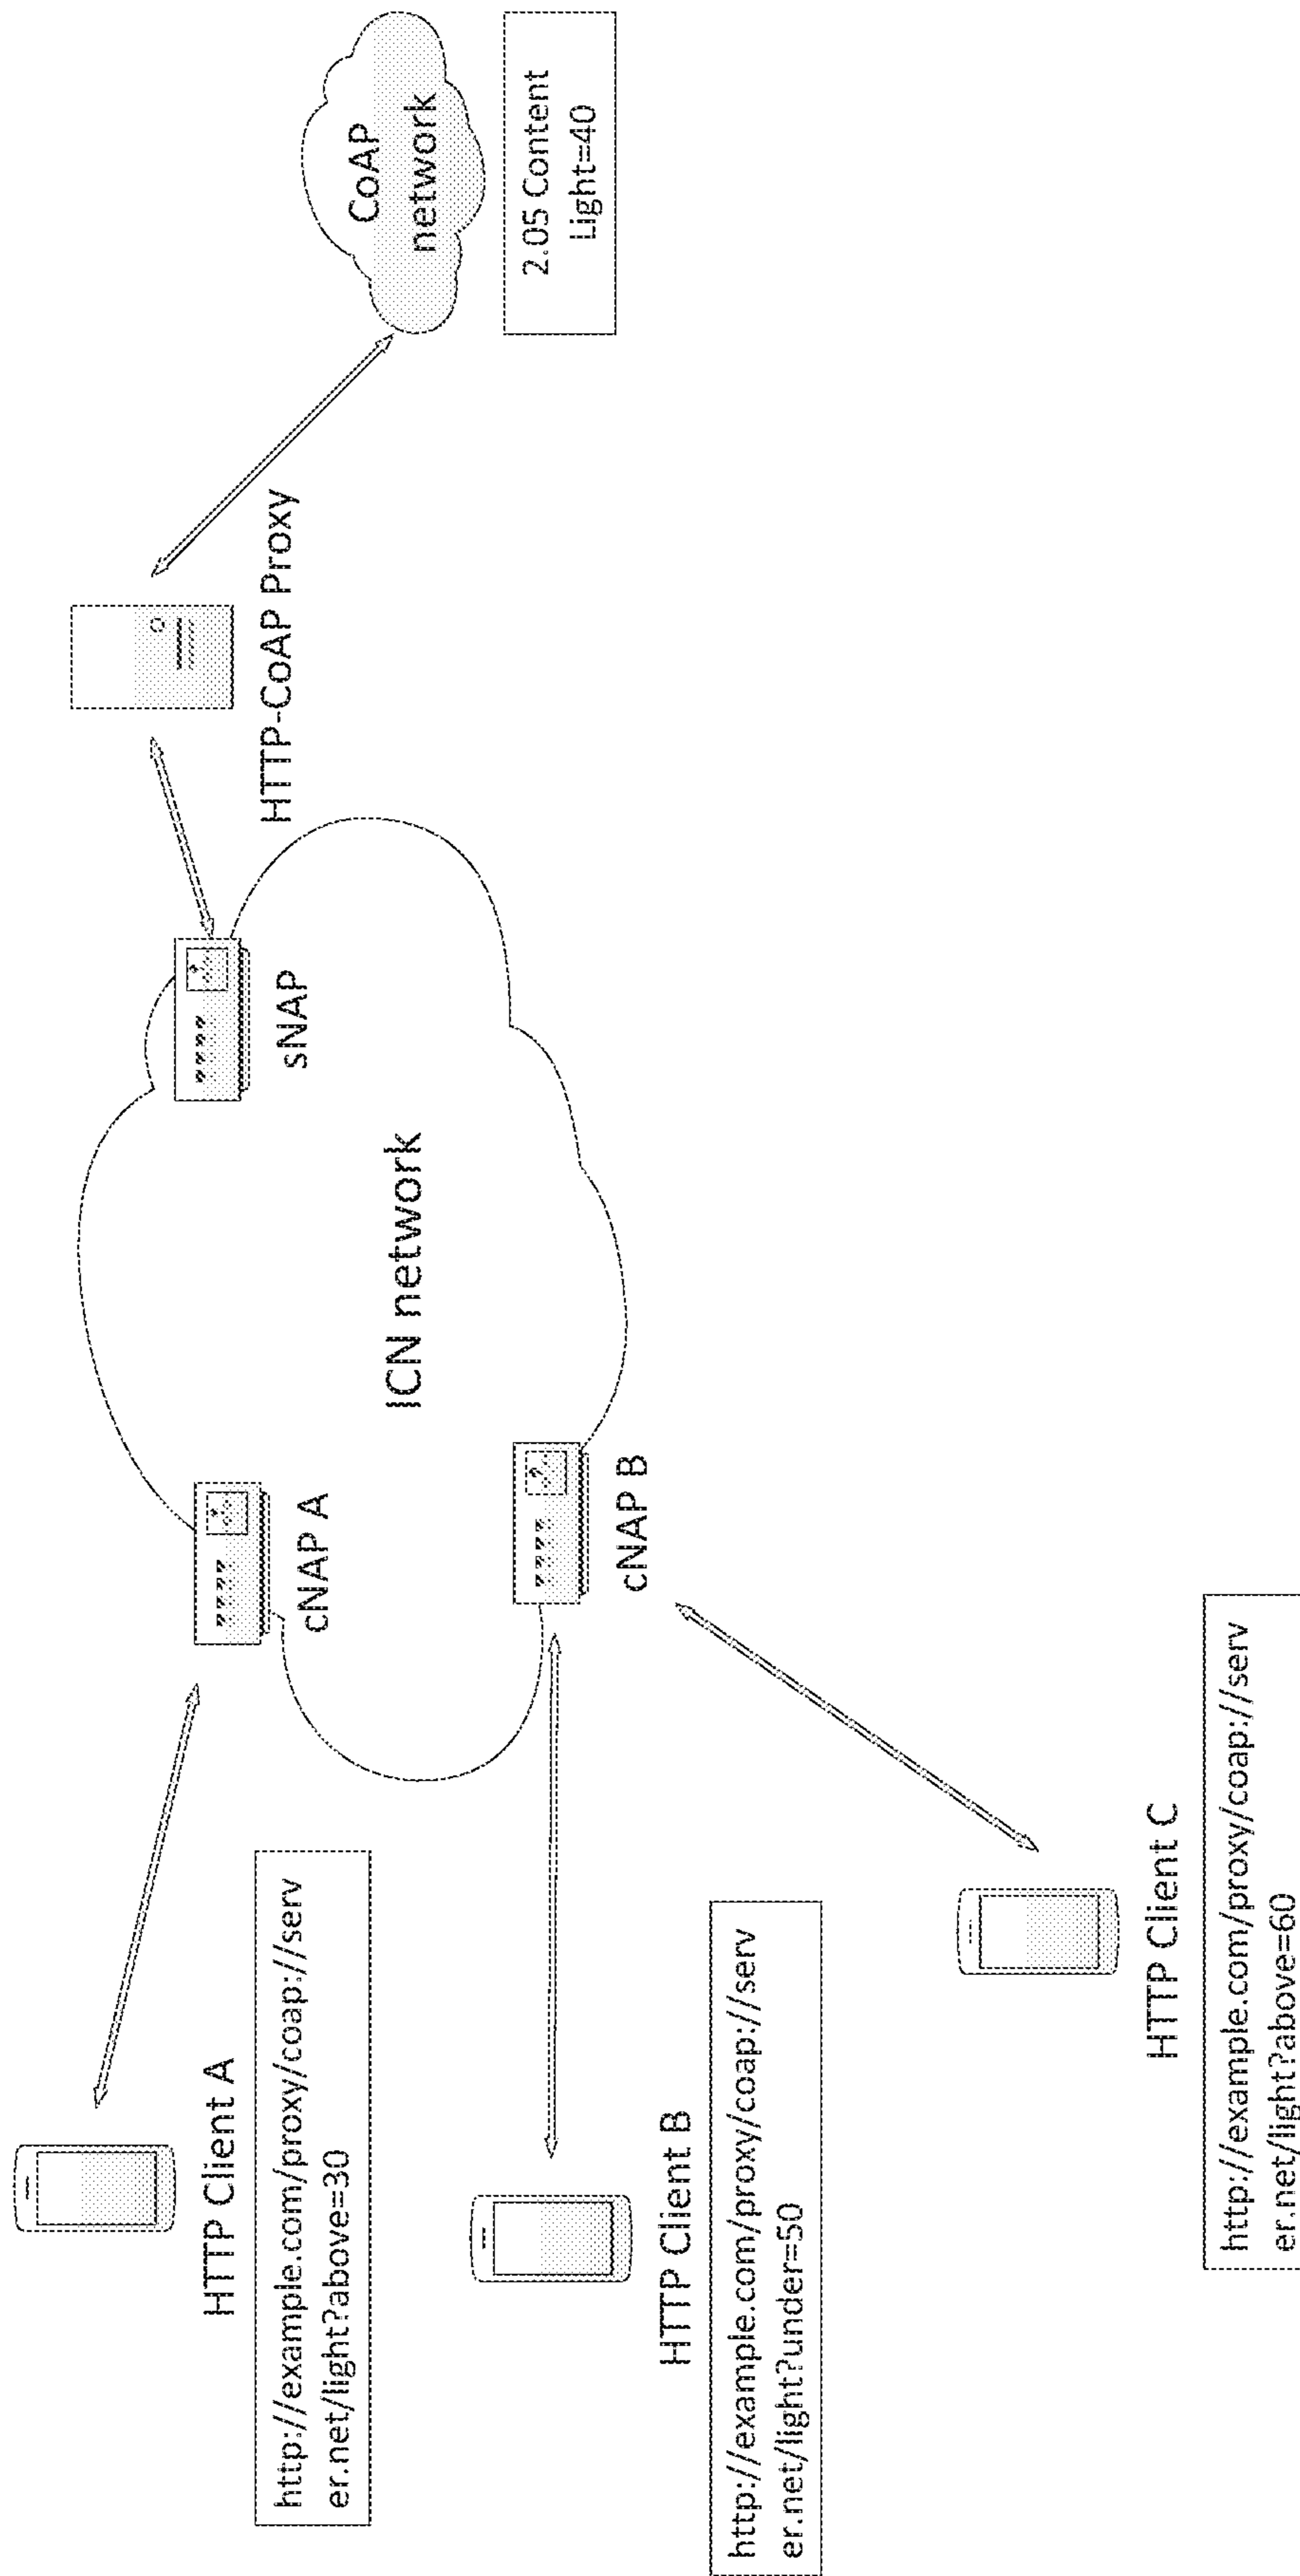 HTTP Client A
http://example.com/proxy/coap://serv
er.net/light?above=30
HTTP Client B
http://example.com/proxy/coap://serv
er.net/light?under=50
HTTP Client C
http://example.com/proxy/coap://serv
er.net/light?above=60
cNAP A
cNAP B
ICN network
sNAP
HTTP-CoAP Proxy
CoAP
network
2.05 Content
Light=40